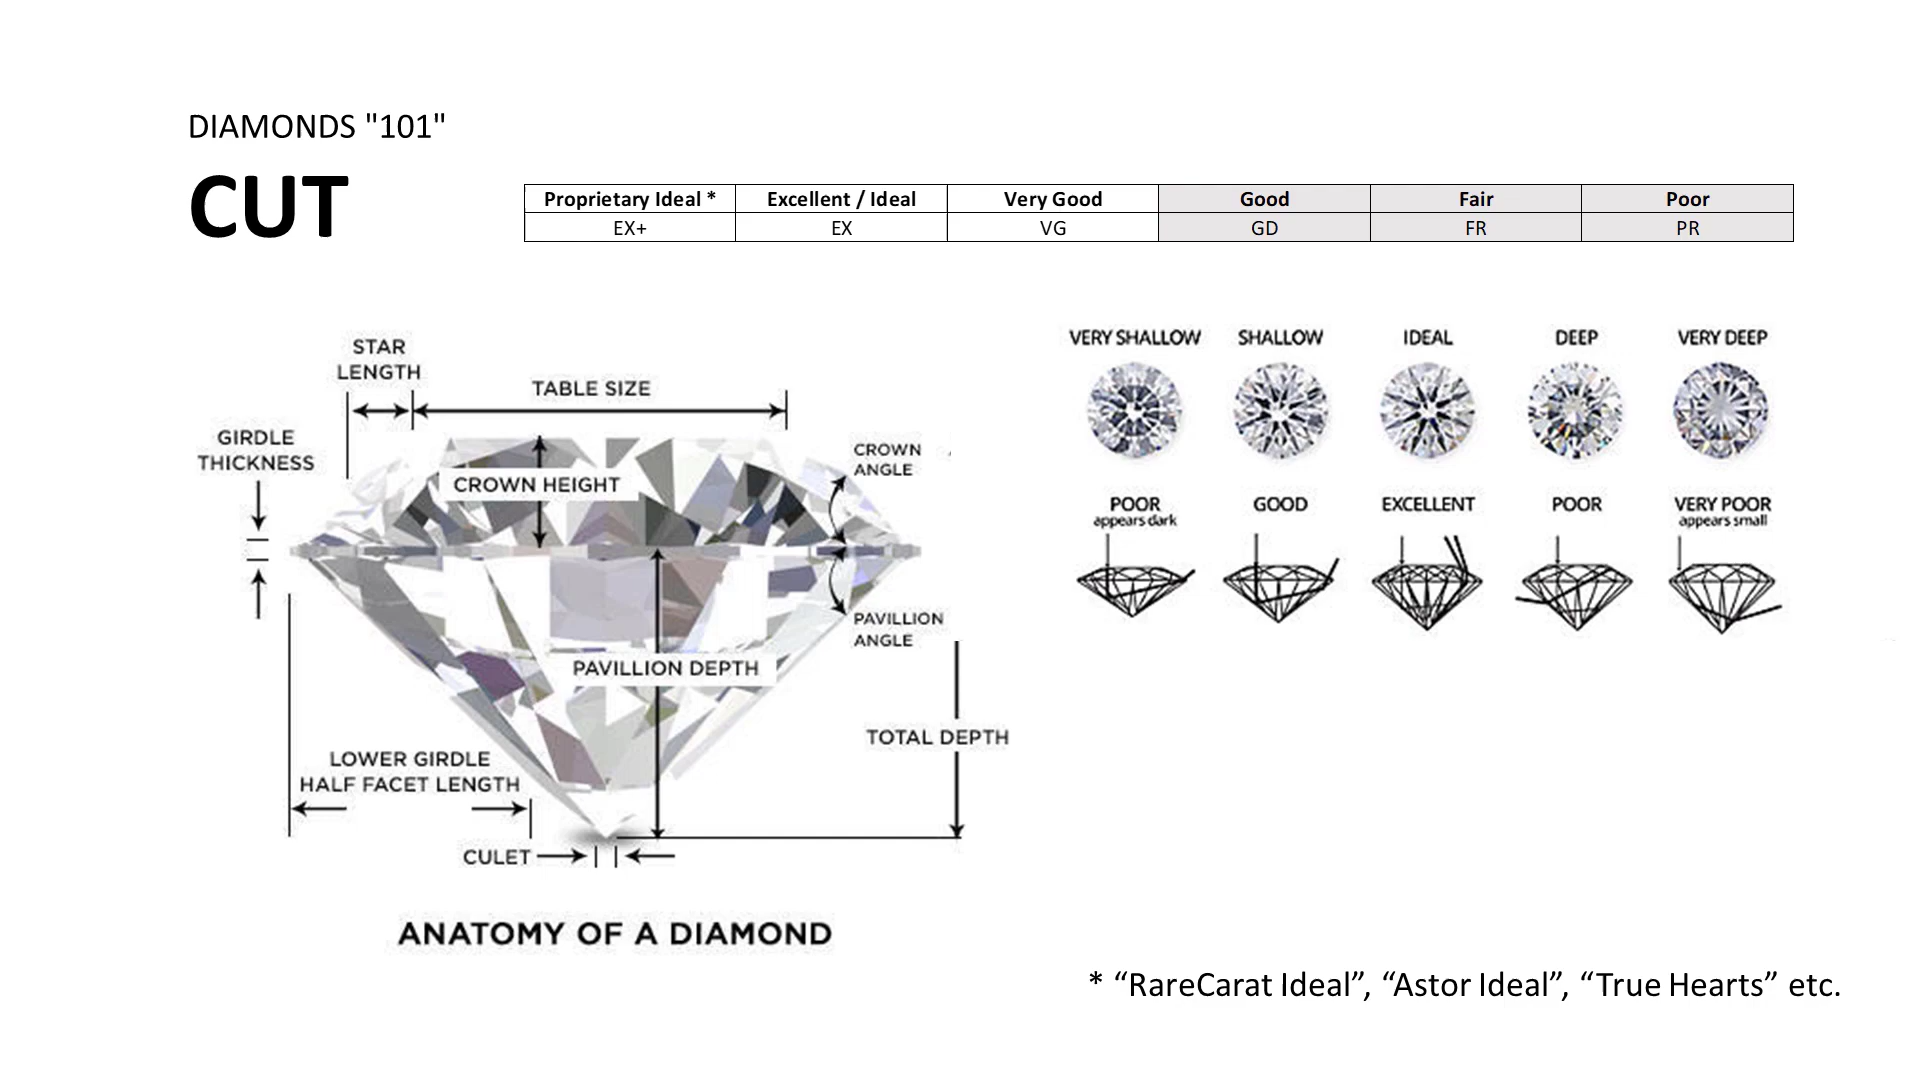 DIAMONDS "101"
CUT
Proprietary Ideal * Excellent / Ideal Very Good Good Fair Poor
EX+ EX VG GD FR PR
STAR
LENGTH
TABLE SIZE
GIRDLE
THICKNESS
CROWN
ANGLE
CROWN HEIGHT
PAVILLION
ANGLE
PAVILLION DEPTH
TOTAL DEPTH
LOWER GIRDLE
HALF FACET LENGTH
CULET
ANATOMY OF A DIAMOND
VERY SHALLOW SHALLOW IDEAL DEEP VERY DEEP
POOR GOOD EXCELLENT POOR VERY POOR
appears dark appears small
* “RareCarat Ideal”, “Astor Ideal”, “True Hearts” etc.